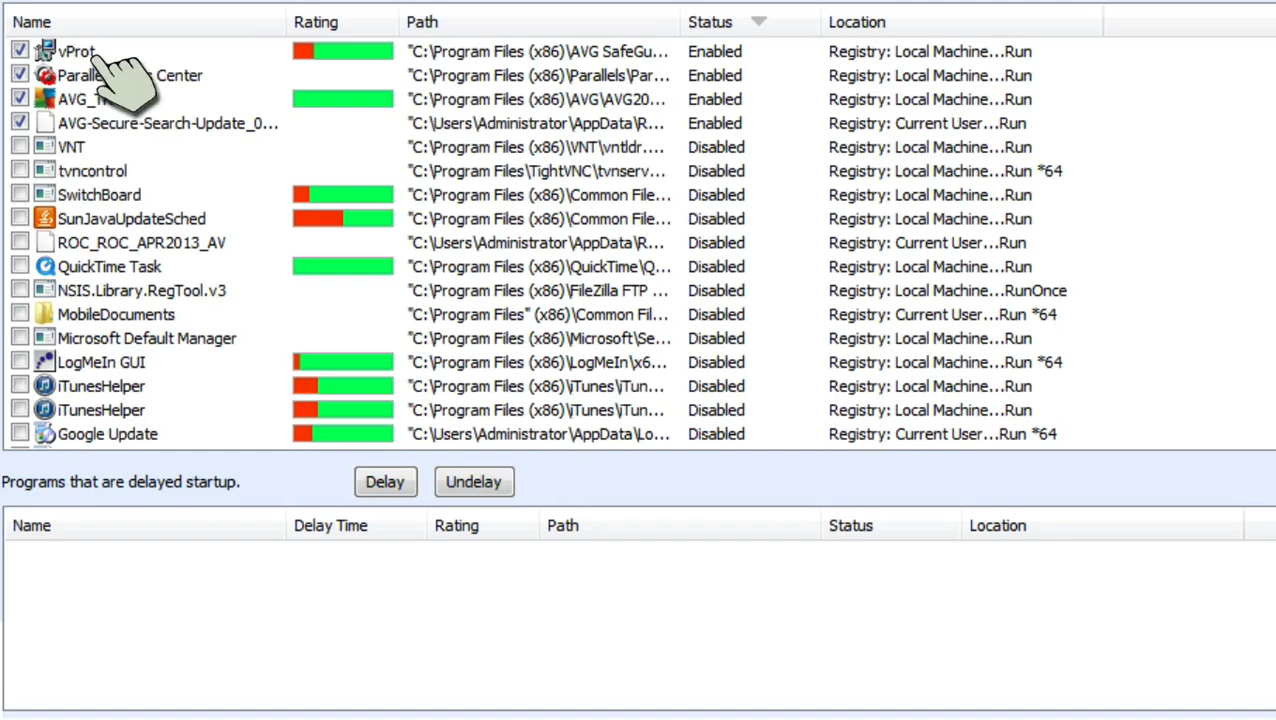 Name Rating Path Status Location
vProt "C:\Program Files (x86)\AVG SafeGu... Enabled Registry: Local Machine...Run
Center "C:\Program Files (x86)\Parallels\Par... Enabled Registry: Local Machine...Run
"C:\Program Files (x86)\AVG\AVG20... Enabled Registry: Local Machine...Run
AVG-Secure-Search-Update_0... "C:\Users\Administrator\AppData\R... Enabled Registry: Current User...Run
VNT "C:\Program Files (x86)\VNT\vntldr.... Disabled Registry: Local Machine...Run
tvncontrol "C:\Program Files\TightVNC\tvnserv... Disabled Registry: Local Machine...Run *64
SwitchBoard "C:\Program Files (x86)\Common File... Disabled Registry: Local Machine...Run
SunJavaUpdateSched "C:\Program Files (x86)\Common File... Disabled Registry: Local Machine...Run
ROC_ROC_APR2013_AV "C:\Users\Administrator\AppData\R... Disabled Registry: Current User...Run
QuickTime Task "C:\Program Files (x86)\QuickTime\Q... Disabled Registry: Local Machine...Run
NSIS.Library.RegTool.v3 "C:\Program Files (x86)\FileZilla FTP ... Disabled Registry: Local Machine...RunOnce
MobileDocuments "C:\Program Files" (x86)\Common Fil... Disabled Registry: Current User...Run *64
Microsoft Default Manager "C:\Program Files (x86)\Microsoft\Se... Disabled Registry: Local Machine...Run
LogMeIn GUI "C:\Program Files (x86)\LogMeIn\x6... Disabled Registry: Local Machine...Run *64
iTunesHelper "C:\Program Files (x86)\iTunes\iTun... Disabled Registry: Local Machine...Run
iTunesHelper "C:\Program Files (x86)\iTunes\iTun... Disabled Registry: Local Machine...Run
Google Update "C:\Users\Administrator\AppData\Lo... Disabled Registry: Current User...Run *64
Programs that are delayed startup. Delay Undelay
Name Delay Time Rating Path Status Location